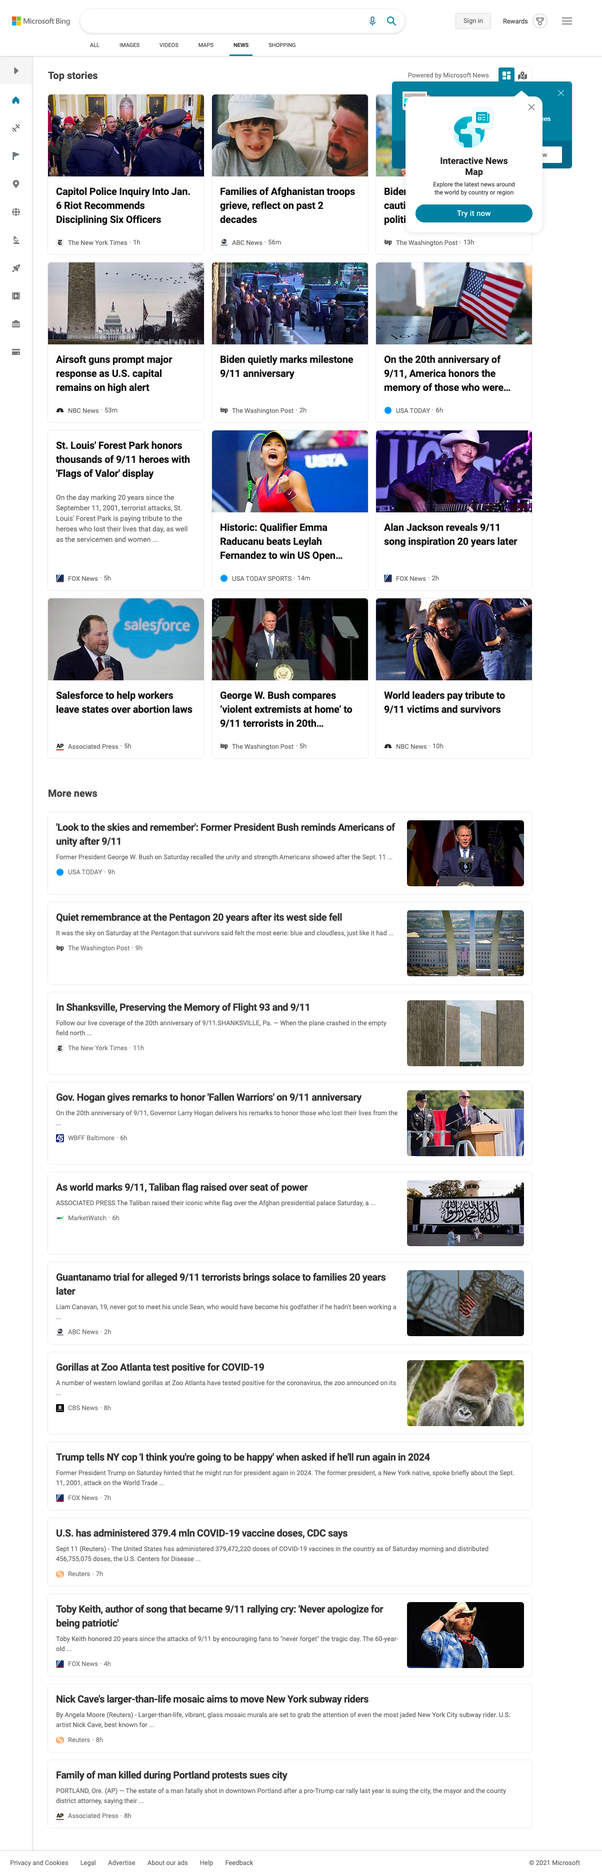 Microsoft Bing
Sign in
Rewards
ALL
IMAGES
VIDEOS
MAPS
NEWS
SHOPPING
Top stories
Powered by Microsoft News
Interactive News
Map
Explore the latest news around
the world by country or region
Try it now
Capitol Police Inquiry Into Jan.
6 Riot Recommends
Disciplining Six Officers
The New York Times · 1h
Families of Afghanistan troops
grieve, reflect on past 2
decades
ABC News · 56m
Biden
cauti
politi
The Washington Post · 13h
Airsoft guns prompt major
response as U.S. capital
remains on high alert
NBC News · 53m
Biden quietly marks milestone
9/11 anniversary
The Washington Post · 2h
On the 20th anniversary of
9/11, America honors the
memory of those who were...
USA TODAY · 6h
St. Louis' Forest Park honors
thousands of 9/11 heroes with
'Flags of Valor' display
On the day marking 20 years since the
September 11, 2001, terrorist attacks, St.
Louis' Forest Park is paying tribute to the
heroes who lost their lives that day, as well
as the servicemen and women ...
FOX News · 5h
USTA
Historic: Qualifier Emma
Raducanu beats Leylah
Fernandez to win US Open...
USA TODAY SPORTS · 14m
Alan Jackson reveals 9/11
song inspiration 20 years later
FOX News · 2h
salesforce
Salesforce to help workers
leave states over abortion laws
Associated Press · 5h
George W. Bush compares
'violent extremists at home' to
9/11 terrorists in 20th...
The Washington Post · 5h
World leaders pay tribute to
9/11 victims and survivors
NBC News · 10h
More news
'Look to the skies and remember': Former President Bush reminds Americans of
unity after 9/11
Former President George W. Bush on Saturday recalled the unity and strength Americans showed after the Sept. 11 ...
USA TODAY · 9h
Quiet remembrance at the Pentagon 20 years after its west side fell
It was the sky on Saturday at the Pentagon that survivors said felt the most eerie: blue and cloudless, just like it had ...
The Washington Post · 9h
In Shanksville, Preserving the Memory of Flight 93 and 9/11
Follow our live coverage of the 20th anniversary of 9/11.SHANKSVILLE, Pa. — When the plane crashed in the empty
field north ...
The New York Times · 11h
Gov. Hogan gives remarks to honor 'Fallen Warriors' on 9/11 anniversary
On the 20th anniversary of 9/11, Governor Larry Hogan delivers his remarks to honor those who lost their lives from the
...
WBFF Baltimore · 6h
As world marks 9/11, Taliban flag raised over seat of power
ASSOCIATED PRESS The Taliban raised their iconic white flag over the Afghan presidential palace Saturday, a ...
MarketWatch · 6h
Guantanamo trial for alleged 9/11 terrorists brings solace to families 20 years
later
Liam Canavan, 19, never got to meet his uncle Sean, who would have become his godfather if he hadn't been working a
...
ABC News · 2h
Gorillas at Zoo Atlanta test positive for COVID-19
A number of western lowland gorillas at Zoo Atlanta have tested positive for the coronavirus, the zoo announced on its
...
CBS News · 8h
Trump tells NY cop 'I think you're going to be happy' when asked if he'll run again in 2024
Former President Trump on Saturday hinted that he might run for president again in 2024. The former president, a New York native, spoke briefly about the Sept.
11, 2001, attack on the World Trade ...
FOX News · 7h
U.S. has administered 379.4 mln COVID-19 vaccine doses, CDC says
Sept 11 (Reuters) - The United States has administered 379,472,220 doses of COVID-19 vaccines in the country as of Saturday morning and distributed
456,755,075 doses, the U.S. Centers for Disease ...
Reuters · 7h
Toby Keith, author of song that became 9/11 rallying cry: 'Never apologize for
being patriotic'
Toby Keith honored 20 years since the attacks of 9/11 by encouraging fans to "never forget" the tragic day. The 60-year-
old ...
FOX News · 4h
Nick Cave's larger-than-life mosaic aims to move New York subway riders
By Angela Moore (Reuters) - Larger-than-life, vibrant, glass mosaic murals are set to grab the attention of even the most jaded New York City subway rider. U.S.
artist Nick Cave, best known for ...
Reuters · 8h
Family of man killed during Portland protests sues city
PORTLAND, Ore. (AP) — The estate of a man fatally shot in downtown Portland after a pro-Trump car rally last year is suing the city, the mayor and the county
district attorney, saying their ...
Associated Press · 8h
Privacy and Cookies
Legal
Advertise
About our ads
Help
Feedback
© 2021 Microsoft